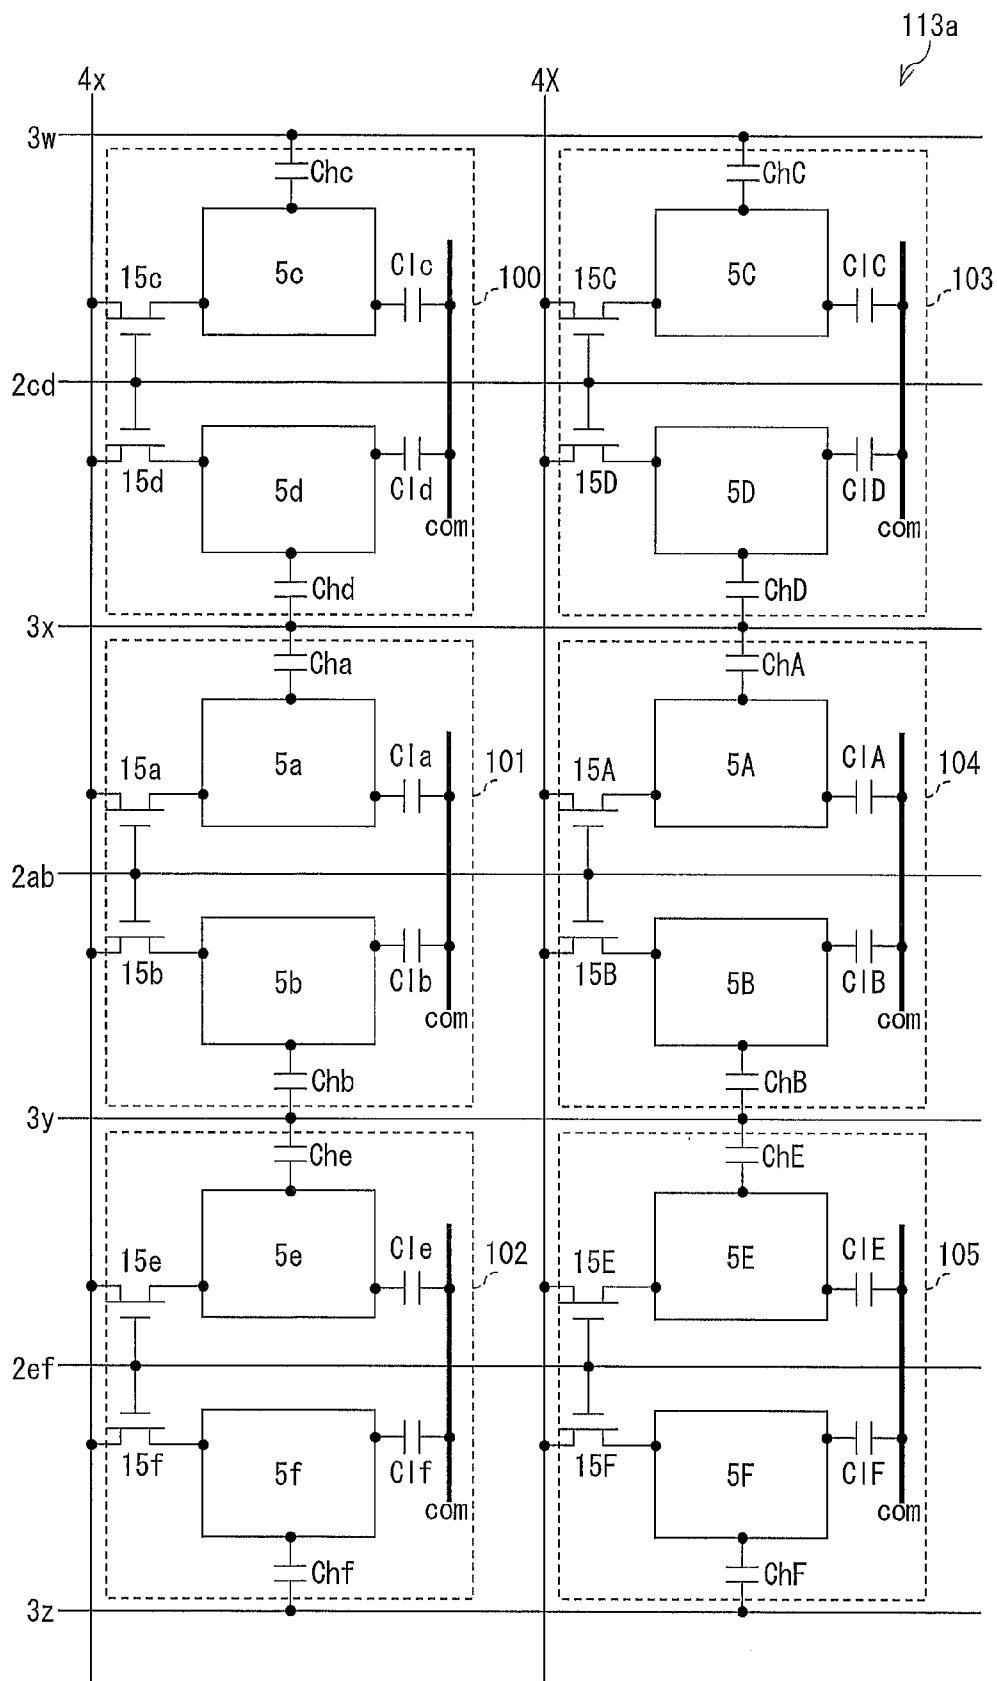 113a
4x 4X
3w
Chc ChC
15c 5c Clc 100 15C 5C ClC 103
2cd
15d 5d Cld 15D 5D ClD
com com
Chd ChD
3x
Cha ChA
15a 5a Cla 101 15A 5A ClA 104
2ab
15b 5b Clb 15B 5B ClB
com com
Chb ChB
3y
Che ChE
15e 5e Cle 102 15E 5E ClE 105
2ef
15f 5f Clf 15F 5F ClF
com com
Chf ChF
3z